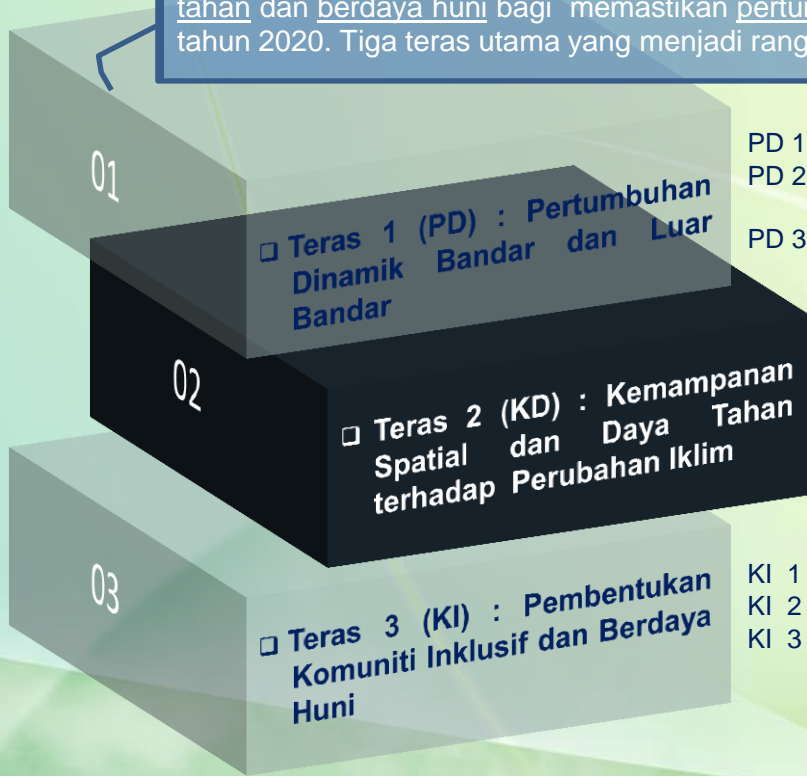 tahan dan berdaya huni bagi memastikan
tahun 2020. Tiga teras utama yang menjadi
01
PD 1
PD 2
PD 3
❑ Teras 1 (PD) : Pertumbuhan
Dinamik Bandar dan Luar
Bandar
02
❑ Teras 2 (KD) : Kemampanan
Spatial dan Daya Tahan
terhadap Perubahan Iklim
03
❑ Teras 3 (KI) : Pembentukan
Komuniti Inklusif dan Berdaya
Huni
KI 1
KI 2
KI 3